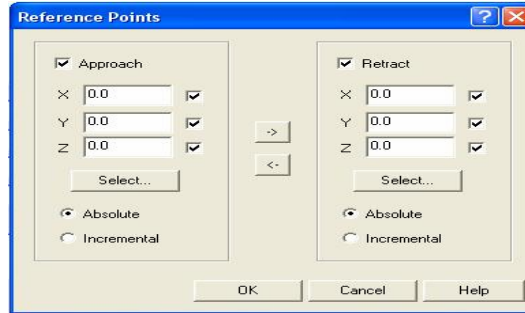 Reference Points
Approach
X 0.0
Y 0.0
Z 0.0
Select...
Absolute
Incremental
->
<-
Retract
X 0.0
Y 0.0
Z 0.0
Select...
Absolute
Incremental
OK Cancel Help